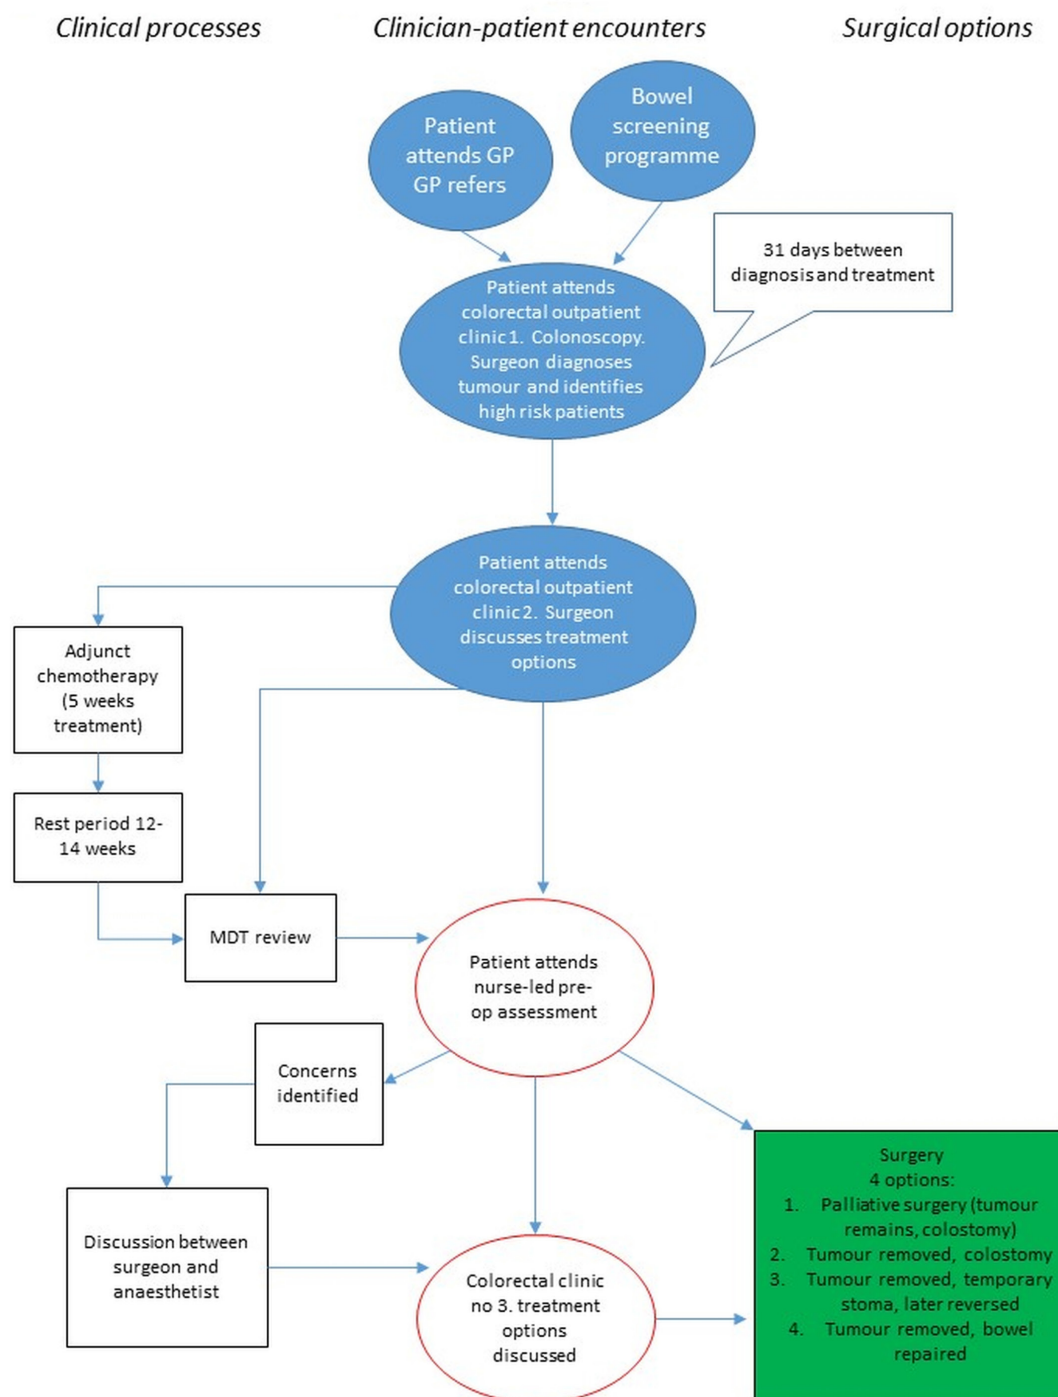 Clinical processes
Clinician-patient encounters
Surgical options
Patient
attends GP
GP refers
Bowel
screening
programme
31 days between
diagnosis and treatment
Patient attends
colorectal outpatient
clinic 1. Colonoscopy.
Surgeon diagnoses
tumour and identifies
high risk patients
Patient attends
colorectal outpatient
clinic 2. Surgeon
discusses treatment
options
Adjunct
chemotherapy
(5 weeks
treatment)
Rest period 12-
14 weeks
MDT review
Patient attends
nurse-led pre-
op assessment
Concerns
identified
Discussion between
surgeon and
anaesthetist
Colorectal clinic
no 3. treatment
options
discussed
Surgery
4 options:
1. Palliative surgery (tumour
remains, colostomy)
2. Tumour removed, colostomy
3. Tumour removed, temporary
stoma, later reversed
4. Tumour removed, bowel
repaired